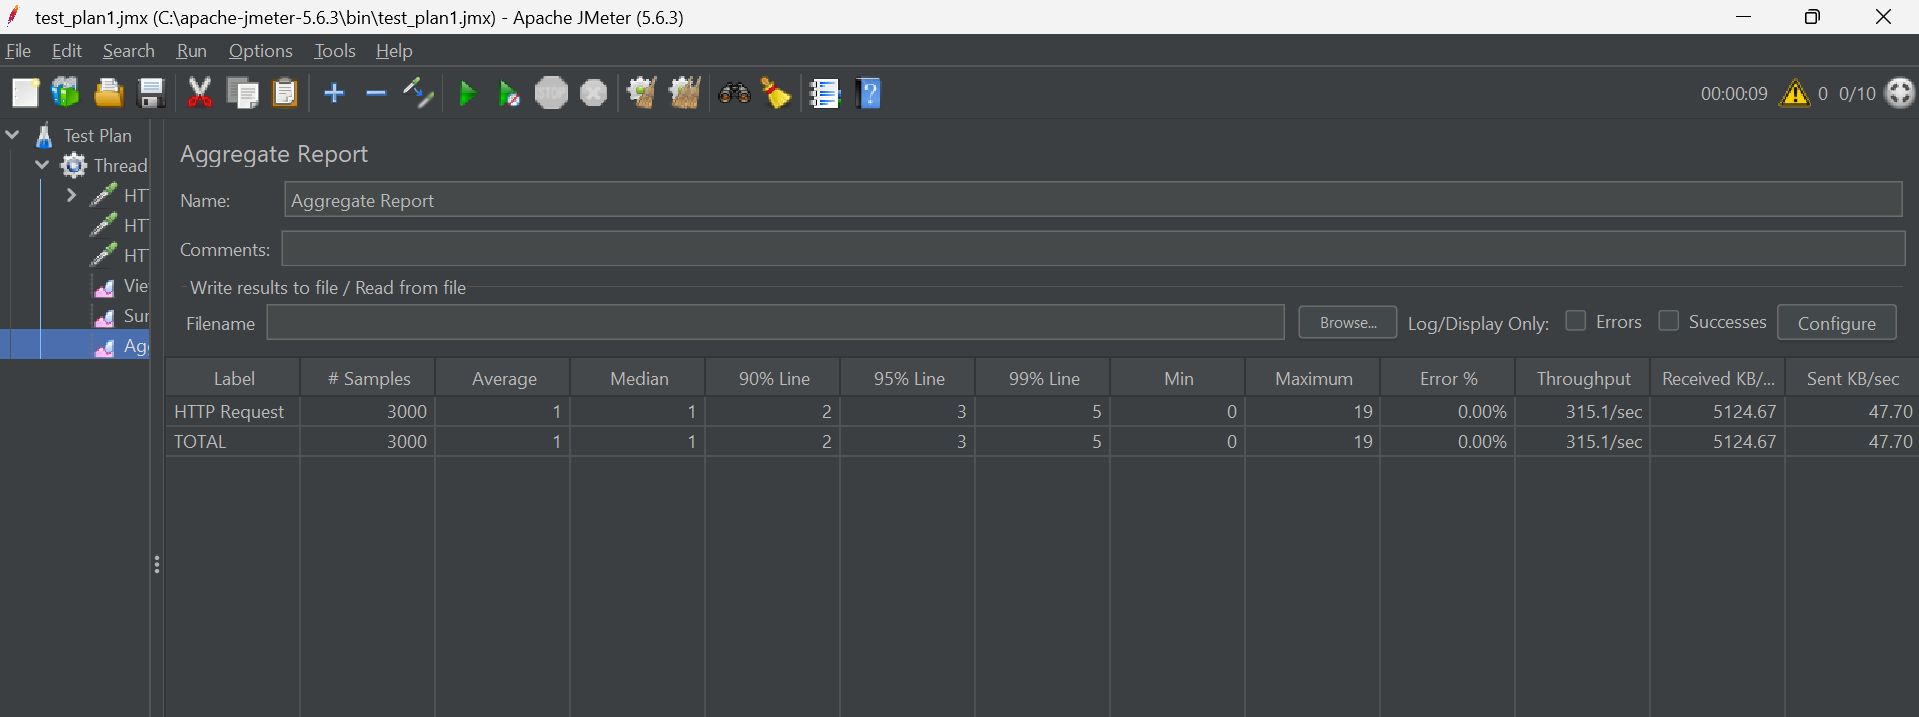 test_plan1.jmx (C:\apache-jmeter-5.6.3\bin\test_plan1.jmx) - Apache JMeter (5.6.3)
File Edit Search Run Options Tools Help
STOP 00:00:09 0 0/10
Test Plan
Thread
HT
HT
HT
Vie
Sur
Ag
Aggregate Report
Name: Aggregate Report
Comments:
Write results to file / Read from file
Filename Browse... Log/Display Only: Errors Successes Configure
Label # Samples Average Median 90% Line 95% Line 99% Line Min Maximum Error % Throughput Received KB/... Sent KB/sec
HTTP Request 3000 1 1 2 3 5 0 19 0.00% 315.1/sec 5124.67 47.70
TOTAL 3000 1 1 2 3 5 0 19 0.00% 315.1/sec 5124.67 47.70